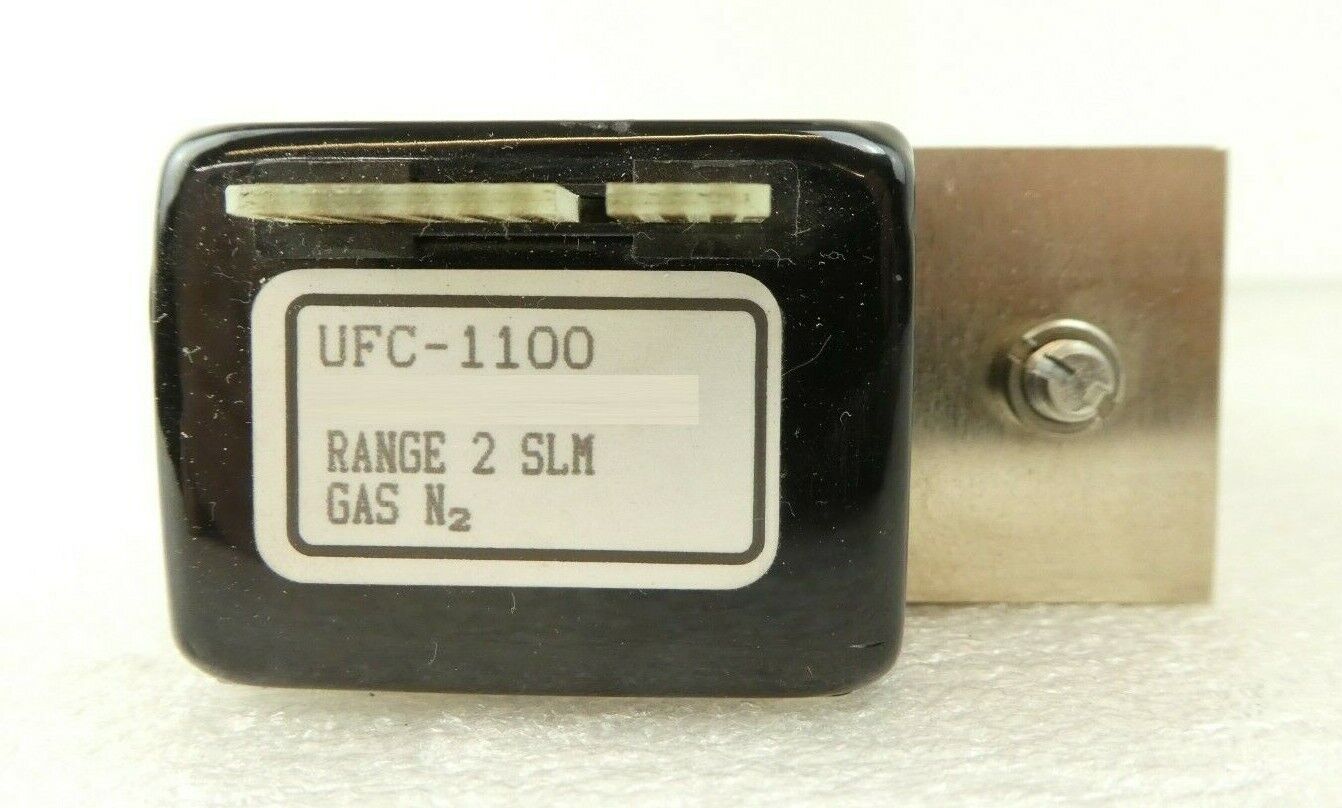 UFC-1100
RANGE 2 SLM
GAS N₂